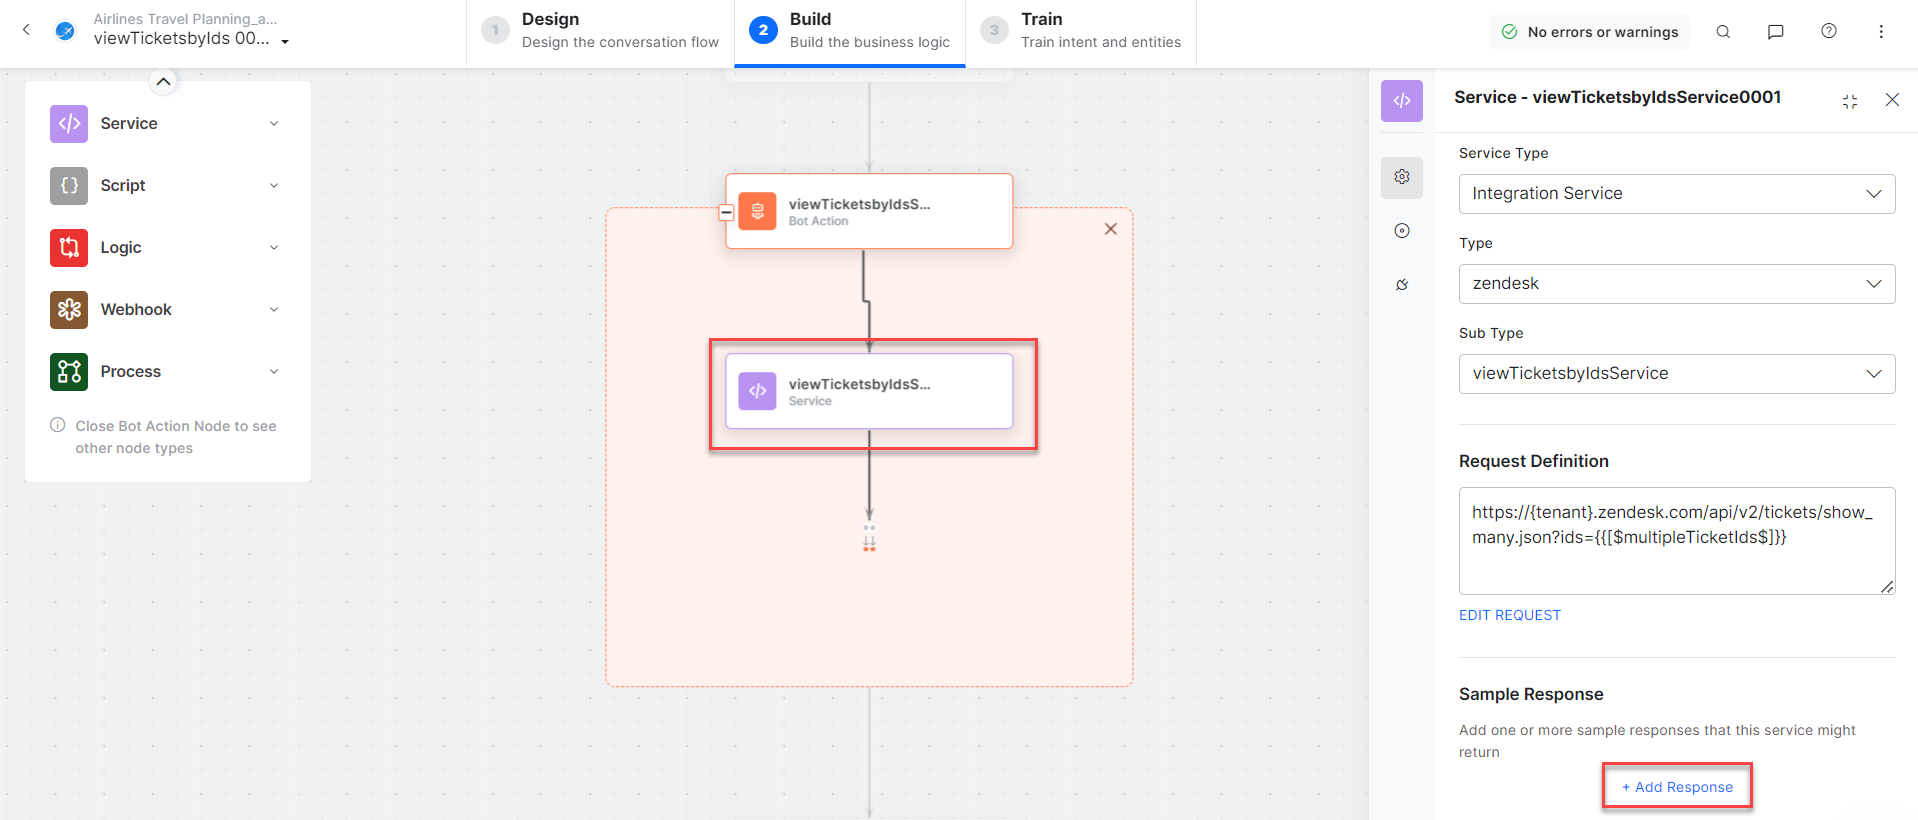 Airlines Travel Planning_a...
viewTicketsbyIds 00...
1
Design
Design the conversation flow
2
Build
Build the business logic
3
Train
Train intent and entities
No errors or warnings
Service
Script
Logic
Webhook
Process
Close Bot Action Node to see
other node types
viewTicketsbyIdsS...
Bot Action
viewTicketsbyIdsS...
Service
Service - viewTicketsbyIdsService0001
Service Type
Integration Service
Type
zendesk
Sub Type
viewTicketsbyIdsService
Request Definition
https://{tenant}.zendesk.com/api/v2/tickets/show_
many.json?ids={{[$multipleTicketIds$]}}
EDIT REQUEST
Sample Response
Add one or more sample responses that this service might
return
+ Add Response